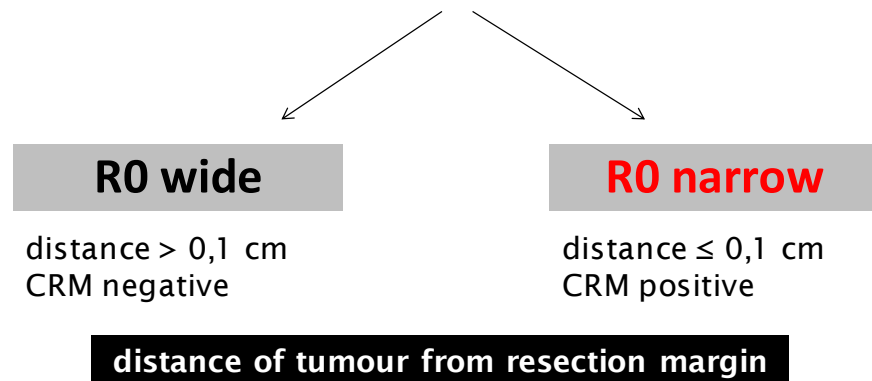 R0 wide
R0 narrow
distance > 0,1 cm
CRM negative
distance ≤ 0,1 cm
CRM positive
distance of tumour from resection margin